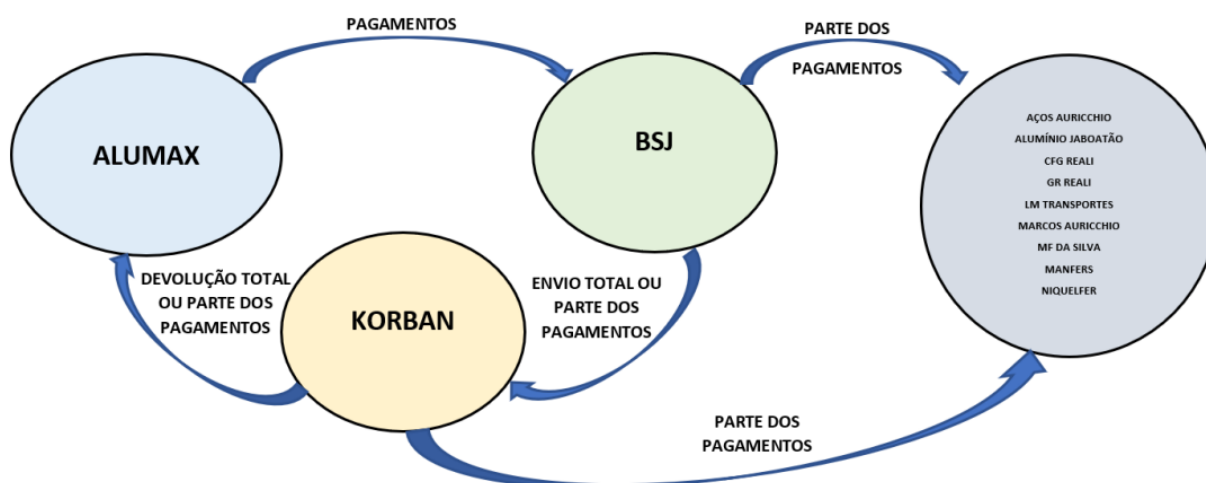 PAGAMENTOS
PARTE DOS
PAGAMENTOS
ALUMAX
BSJ
AÇOS AURICCHIO
ALUMÍNIO JABOATÃO
CFG REALI
GR REALI
LM TRANSPORTES
MARCOS AURICCHIO
MF DA SILVA
MANFERS
NIQUELFER
DEVOLUÇÃO TOTAL
OU PARTE DOS
PAGAMENTOS
KORBAN
ENVIO TOTAL OU
PARTE DOS
PAGAMENTOS
PARTE DOS
PAGAMENTOS